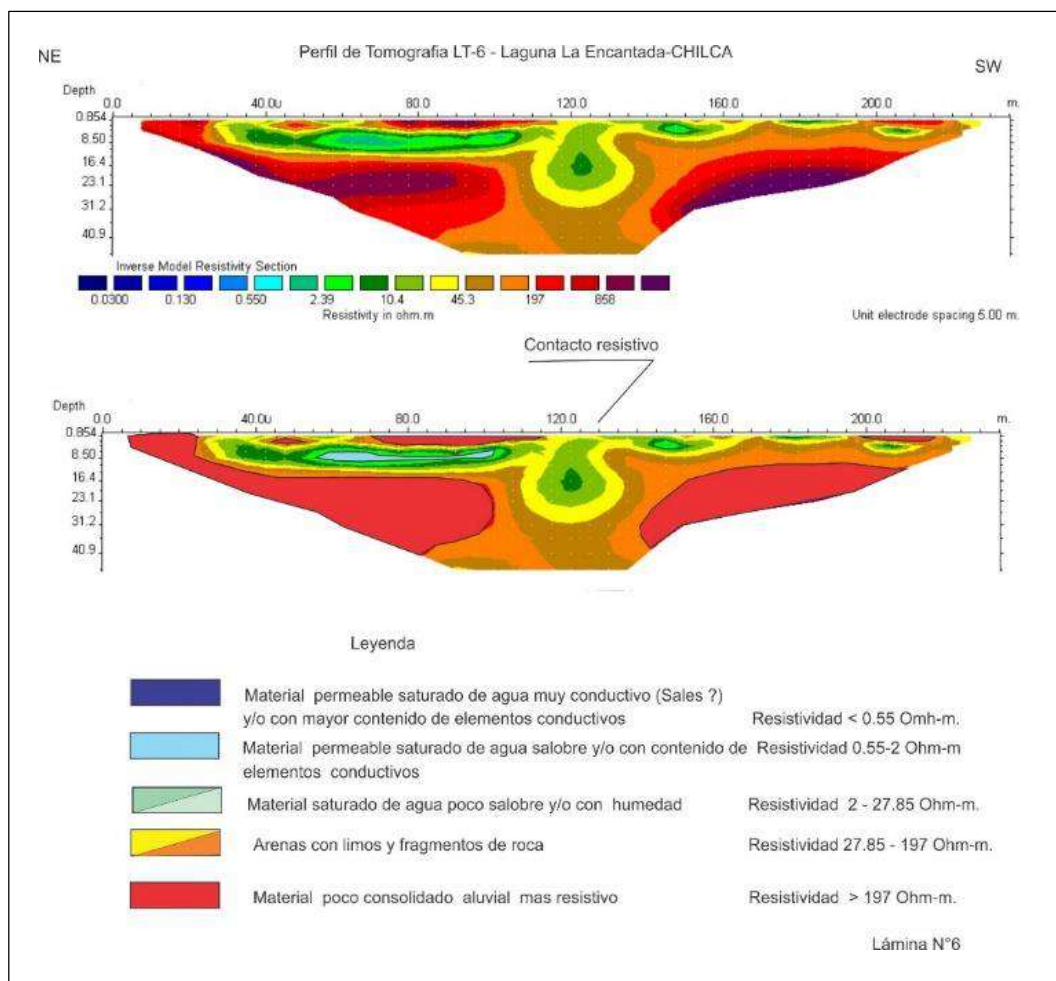 Perfil de Tomografia LT-6 - Laguna La Encantada-CHILCA
NE
SW
Depth
0.0 40.0u 80.0 120.0 160.0 200.0 m.
0.854
8.50
16.4
23.1
31.2
40.9
Inverse Model Resistivity Section
0.0300 0.130 0.550 2.39 10.4 45.3 197 858
Resistivity in ohm.m
Unit electrode spacing 5.00 m.
Contacto resistivo
Depth
0.0 40.0u 80.0 120.0 160.0 200.0 m.
0.854
8.50
16.4
23.1
31.2
40.9
Leyenda
Material permeable saturado de agua muy conductivo (Sales ?)
y/o con mayor contenido de elementos conductivos Resistividad < 0.55 Omh-m.
Material permeable saturado de agua salobre y/o con contenido de Resistividad 0.55-2 Ohm-m
elementos conductivos
Material saturado de agua poco salobre y/o con humedad Resistividad 2 - 27.85 Ohm-m.
Arenas con limos y fragmentos de roca Resistividad 27.85 - 197 Ohm-m.
Material poco consolidado aluvial mas resistivo Resistividad > 197 Ohm-m.
Lámina N°6